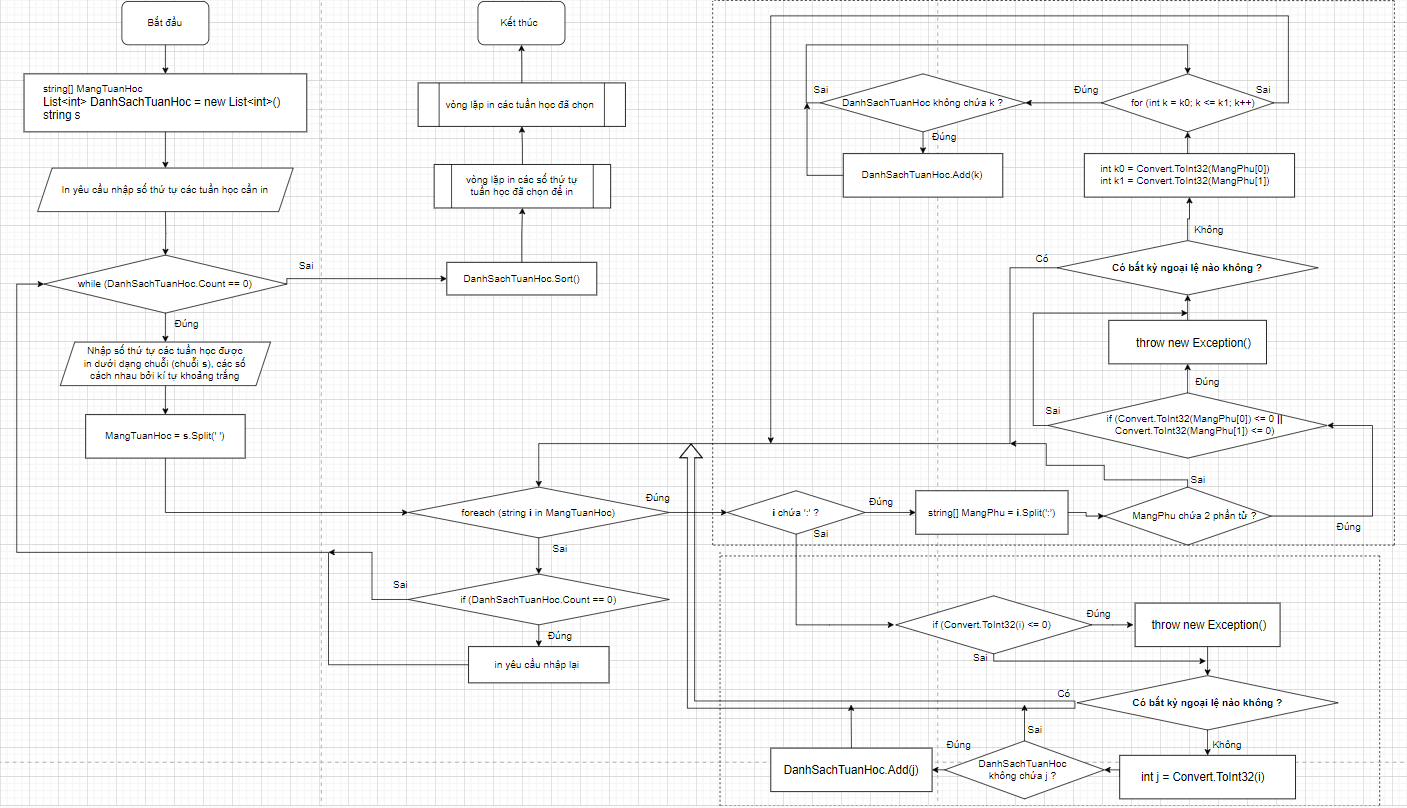 Bắt đầu
string[] MangTuanHoc
List<int> DanhSachTuanHoc = new List<int>()
string s
In yêu cầu nhập số thứ tự các tuần học cần in
while (DanhSachTuanHoc.Count == 0)
Sai
Đúng
Nhập số thứ tự các tuần học được
in dưới dạng chuỗi (chuỗi s), các số
cách nhau bởi kí tự khoảng trắng
MangTuanHoc = s.Split(' ')
Kết thúc
vòng lặp in các tuần học đã chọn
vòng lặp in các số thứ tự
tuần học đã chọn để in
DanhSachTuanHoc.Sort()
foreach (string i in MangTuanHoc)
Đúng
Sai
if (DanhSachTuanHoc.Count == 0)
Sai
Đúng
in yêu cầu nhập lại
i chứa ':' ?
Đúng
Sai
string[] MangPhu = i.Split(':')
MangPhu chứa 2 phần tử ?
Sai
Đúng
if (Convert.ToInt32(MangPhu[0]) <= 0 ||
Convert.ToInt32(MangPhu[1]) <= 0)
Sai
Đúng
throw new Exception()
Có bất kỳ ngoại lệ nào không ?
Có
Không
int k0 = Convert.ToInt32(MangPhu[0])
int k1 = Convert.ToInt32(MangPhu[1])
for (int k = k0; k <= k1; k++)
Sai
Đúng
DanhSachTuanHoc không chứa k ?
Sai
Đúng
DanhSachTuanHoc.Add(k)
if (Convert.ToInt32(i) <= 0)
Đúng
Sai
throw new Exception()
Có bất kỳ ngoại lệ nào không ?
Có
Không
int j = Convert.ToInt32(i)
DanhSachTuanHoc
không chứa j ?
Sai
Đúng
DanhSachTuanHoc.Add(j)